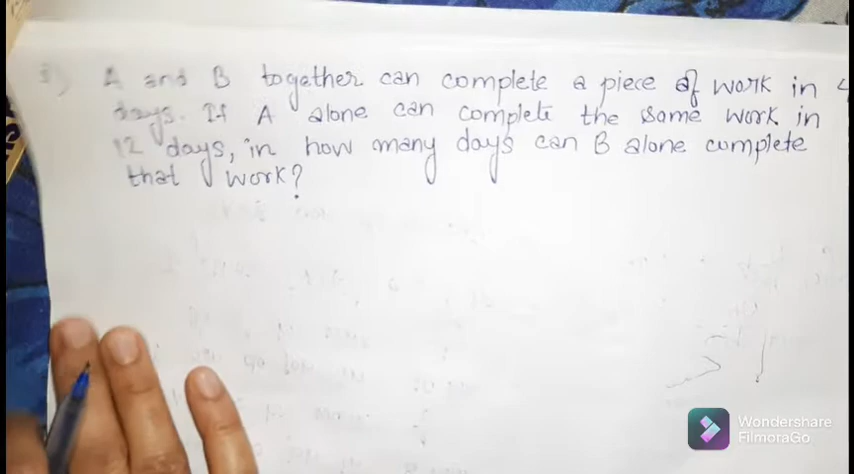 A and B together can complete a piece of work in 4
days. If A alone can complete the same work in
12 days, in how many days can B alone complete
that work?
Wondershare
FilmoraGo